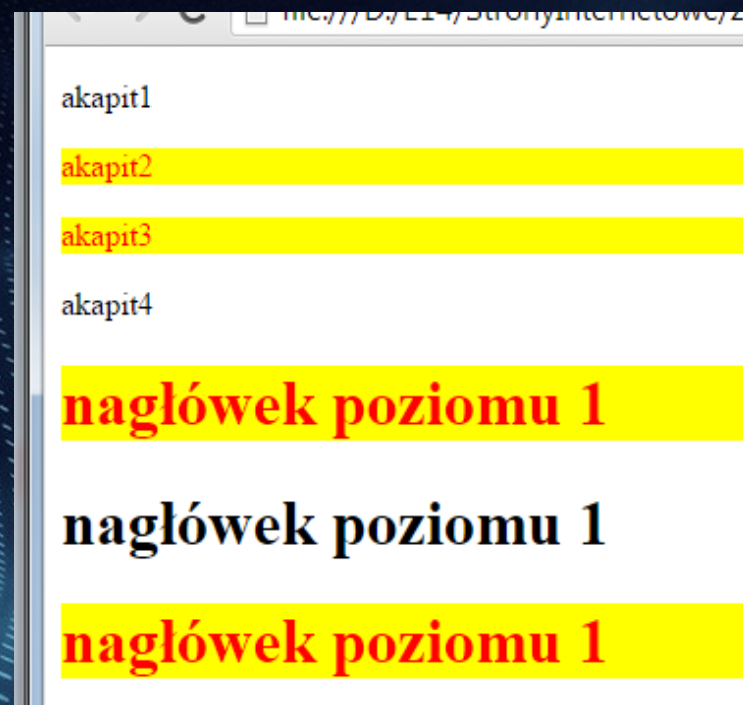 akapit1
akapit2
akapit3
akapit4
nagłówek poziomu 1
nagłówek poziomu 1
nagłówek poziomu 1